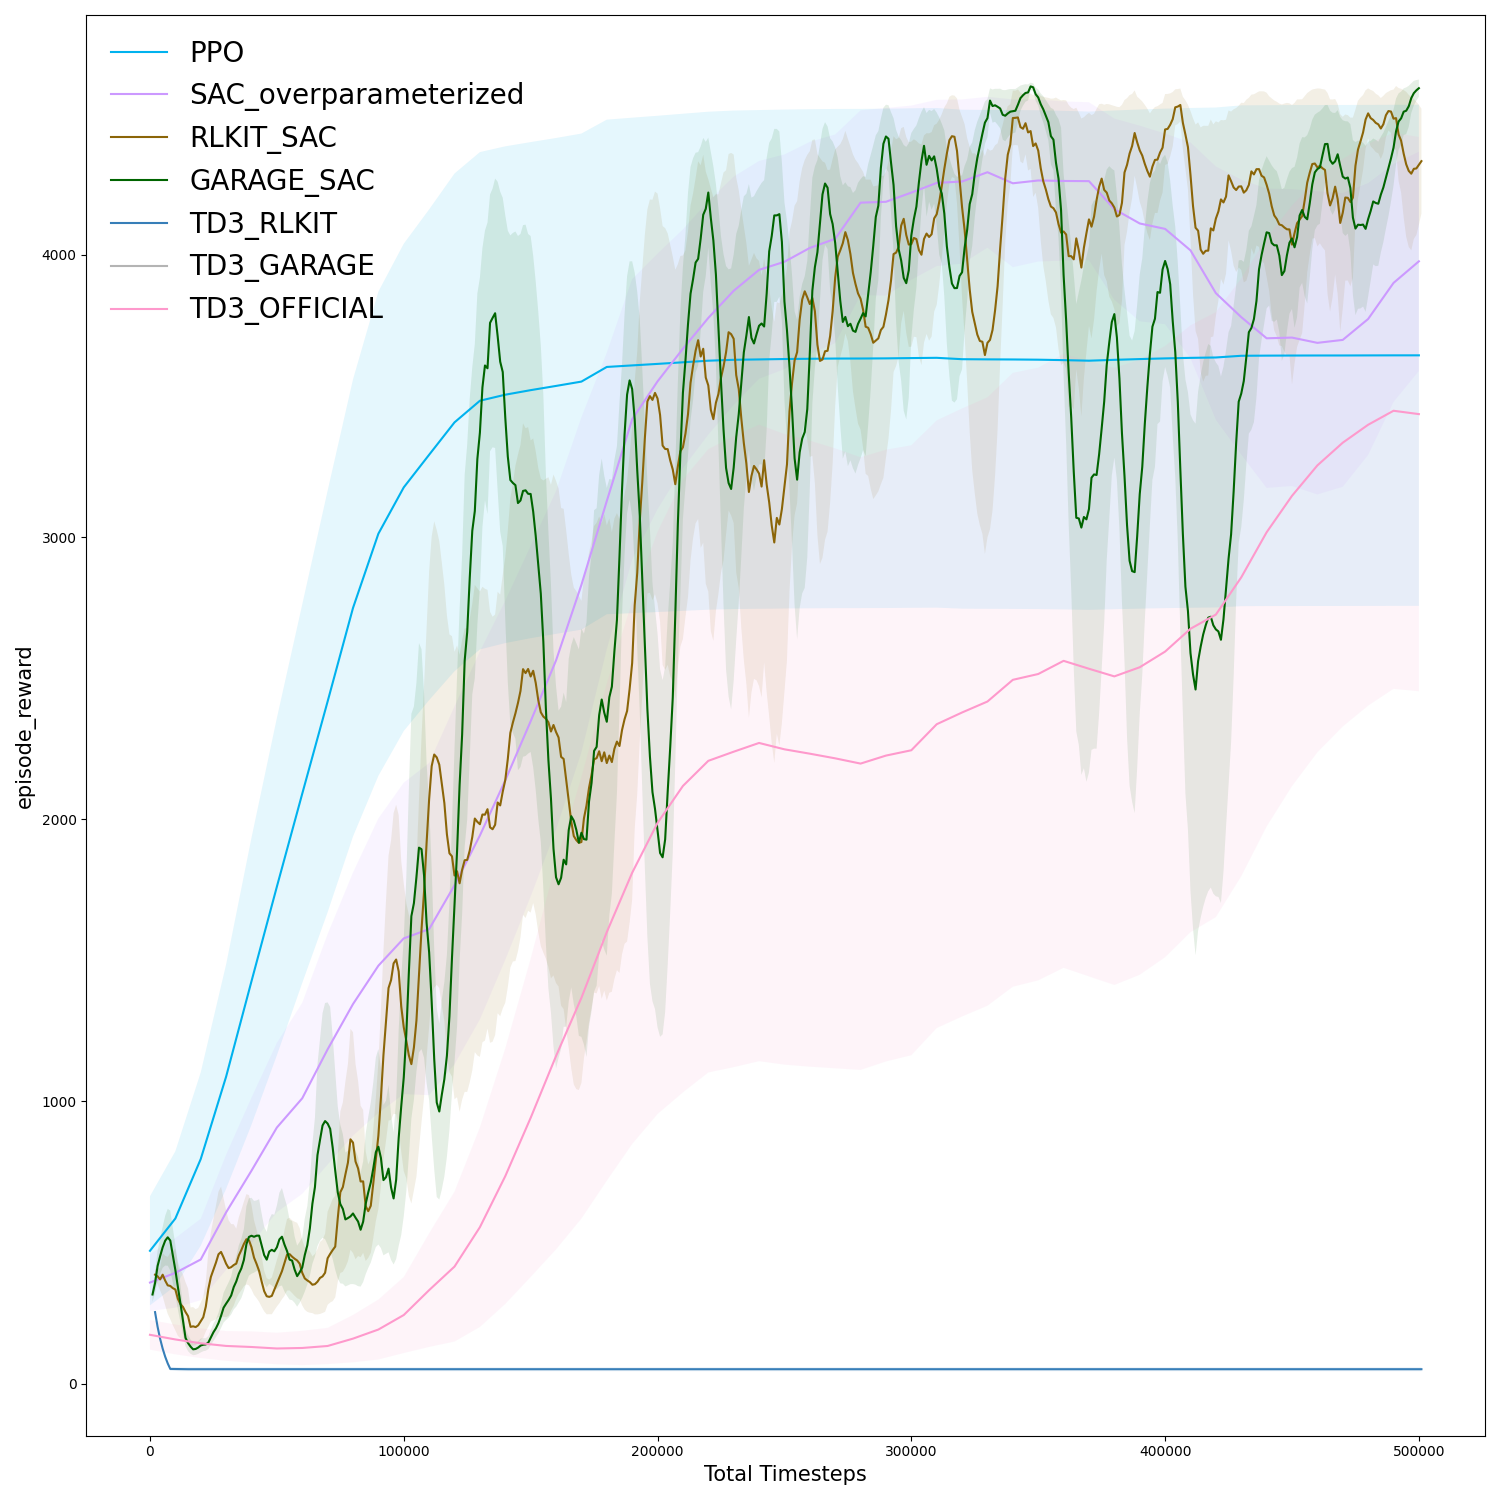 PPO
SAC_overparameterized
RLKIT_SAC
GARAGE_SAC
TD3_RLKIT
TD3_GARAGE
TD3_OFFICIAL
4000
3000
2000
1000
0
episode_reward
0 100000 200000 300000 400000 500000
Total Timesteps